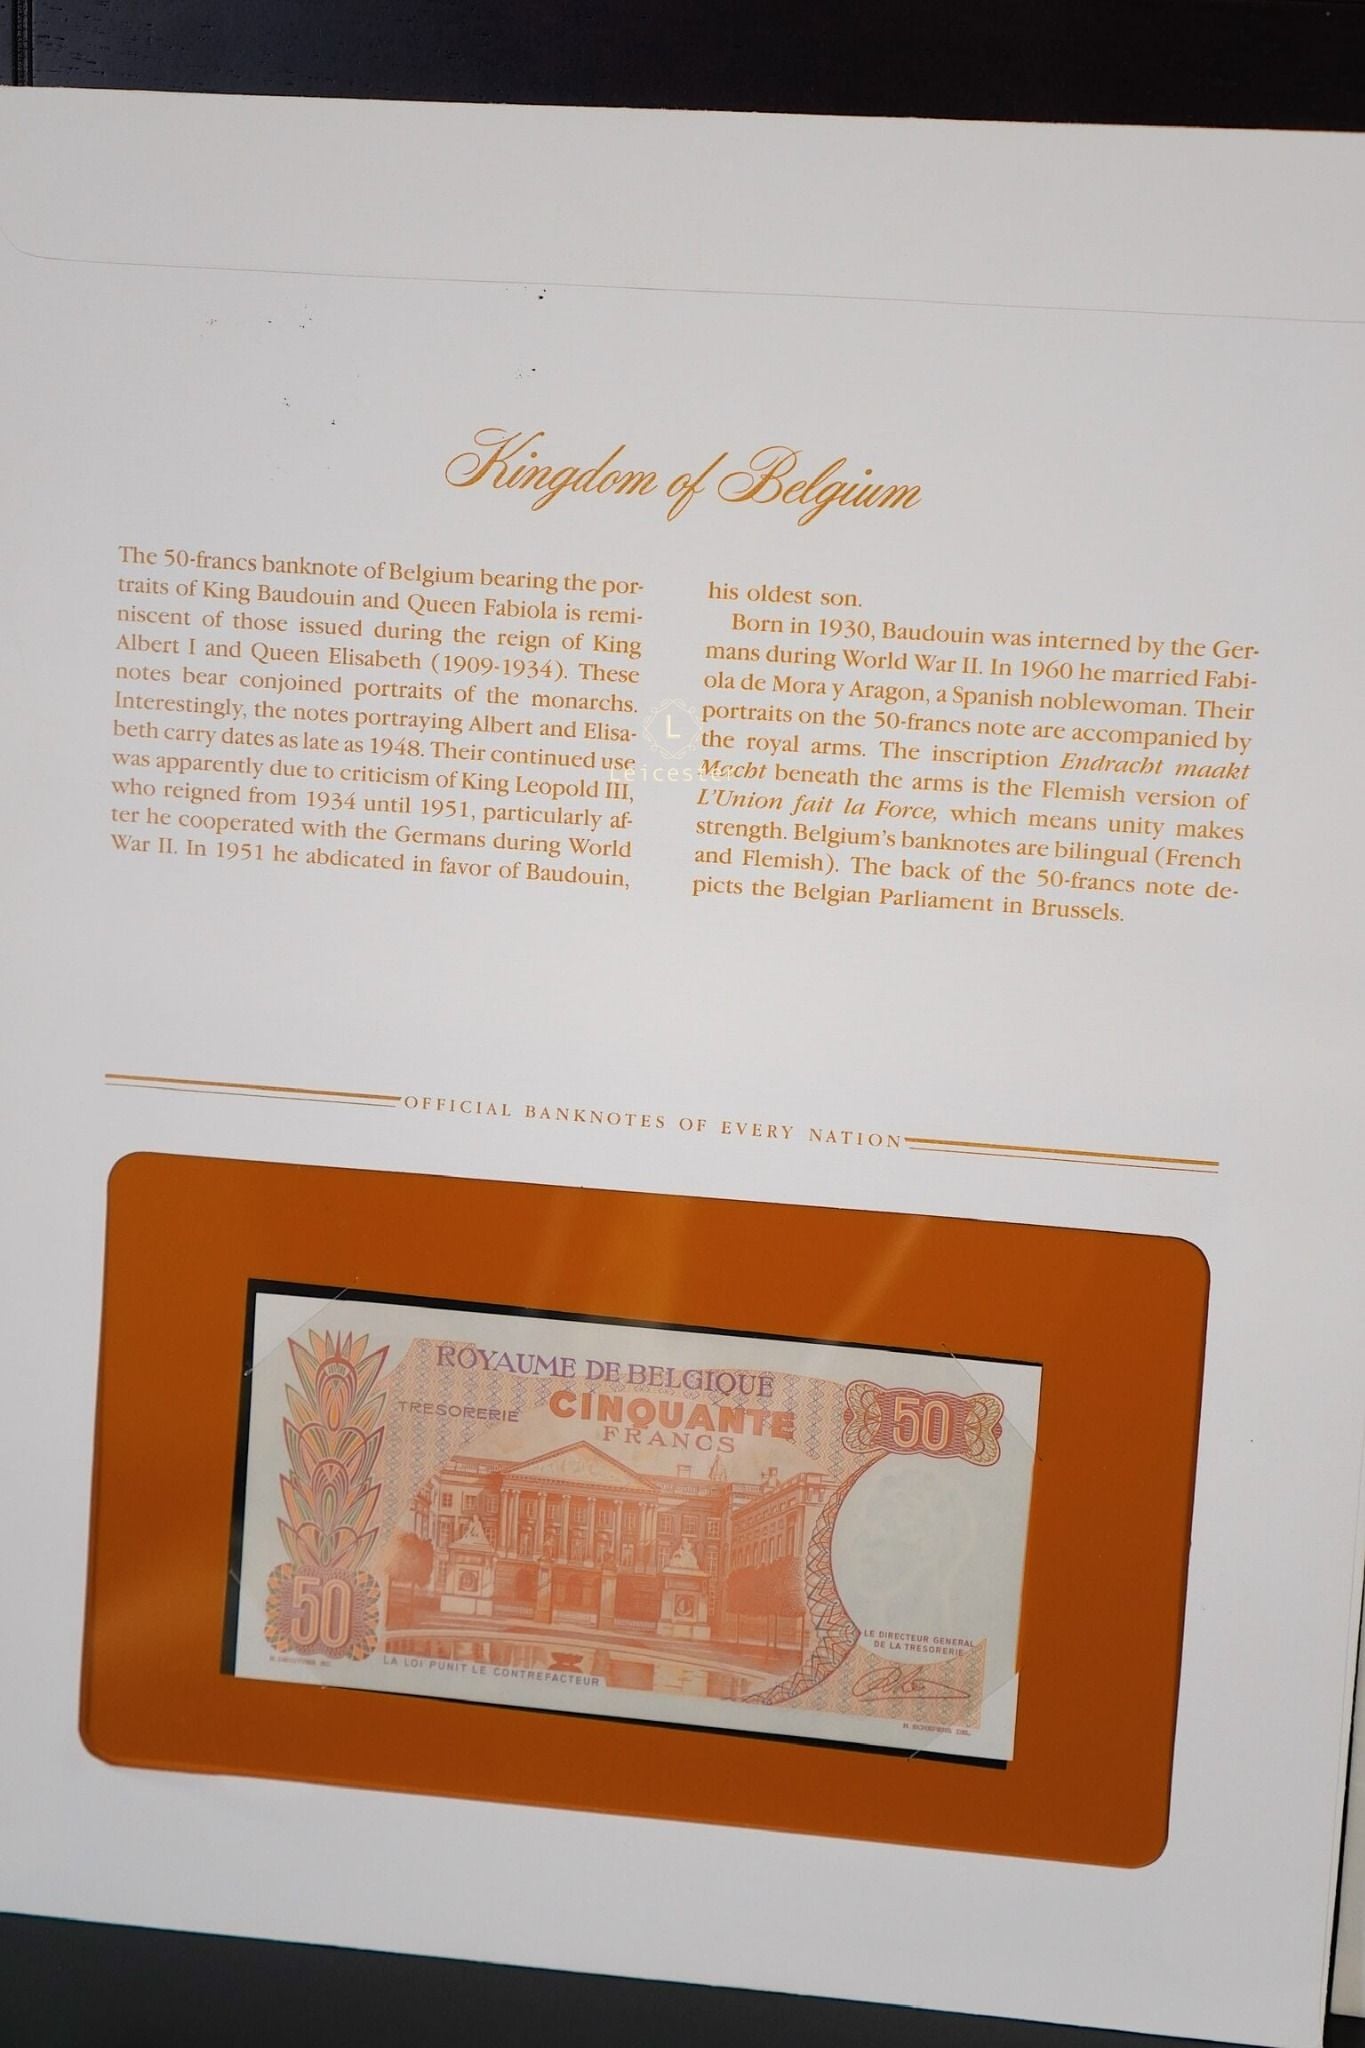 Kingdom of Belgium
The 50-francs banknote of Belgium bearing the por-
traits of King Baudouin and Queen Fabiola is remi-
niscent of those issued during the reign of King
Albert I and Queen Elisabeth (1909-1934). These
notes bear conjoined portraits of the monarchs.
Interestingly, the notes portraying Albert and Elisa-
beth carry dates as late as 1948. Their continued use
was apparently due to criticism of King Leopold III,
who reigned from 1934 until 1951, particularly af-
ter he cooperated with the Germans during World
War II. In 1951 he abdicated in favor of Baudouin,
his oldest son.
Born in 1930, Baudouin was interned by the Ger-
mans during World War II. In 1960 he married Fabi-
ola de Mora y Aragon, a Spanish noblewoman. Their
portraits on the 50-francs note are accompanied by
the royal arms. The inscription Endracht maakt
Macht beneath the arms is the Flemish version of
L'Union fait la Force, which means unity makes
strength. Belgium's banknotes are bilingual (French
and Flemish). The back of the 50-francs note de-
picts the Belgian Parliament in Brussels.
L
Leicester
OFFICIAL BANKNOTES OF EVERY NATION
ROYAUME DE BELGIQUE
TRESORERIE
CINQUANTE
FRANCS
50
50
LE DIRECTEUR GENERAL
DE LA TRESORERIE
LA LOI PUNIT LE CONTREFACTEUR